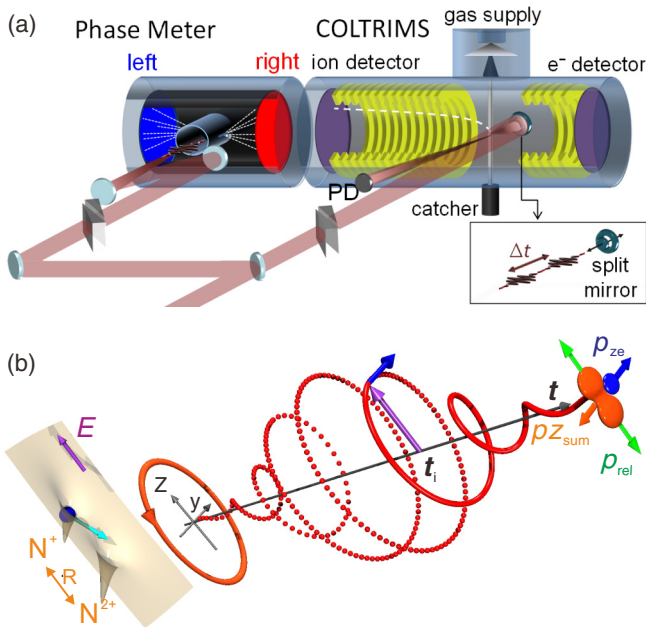 (a)
Phase Meter
COLTRIMS
gas supply
left
right
ion detector
e⁻ detector
PD
catcher
Δt
split
mirror
(b)
E
N⁺
R
N²⁺
Z
y
tᵢ
t
p_ze
pz_sum
p_rel